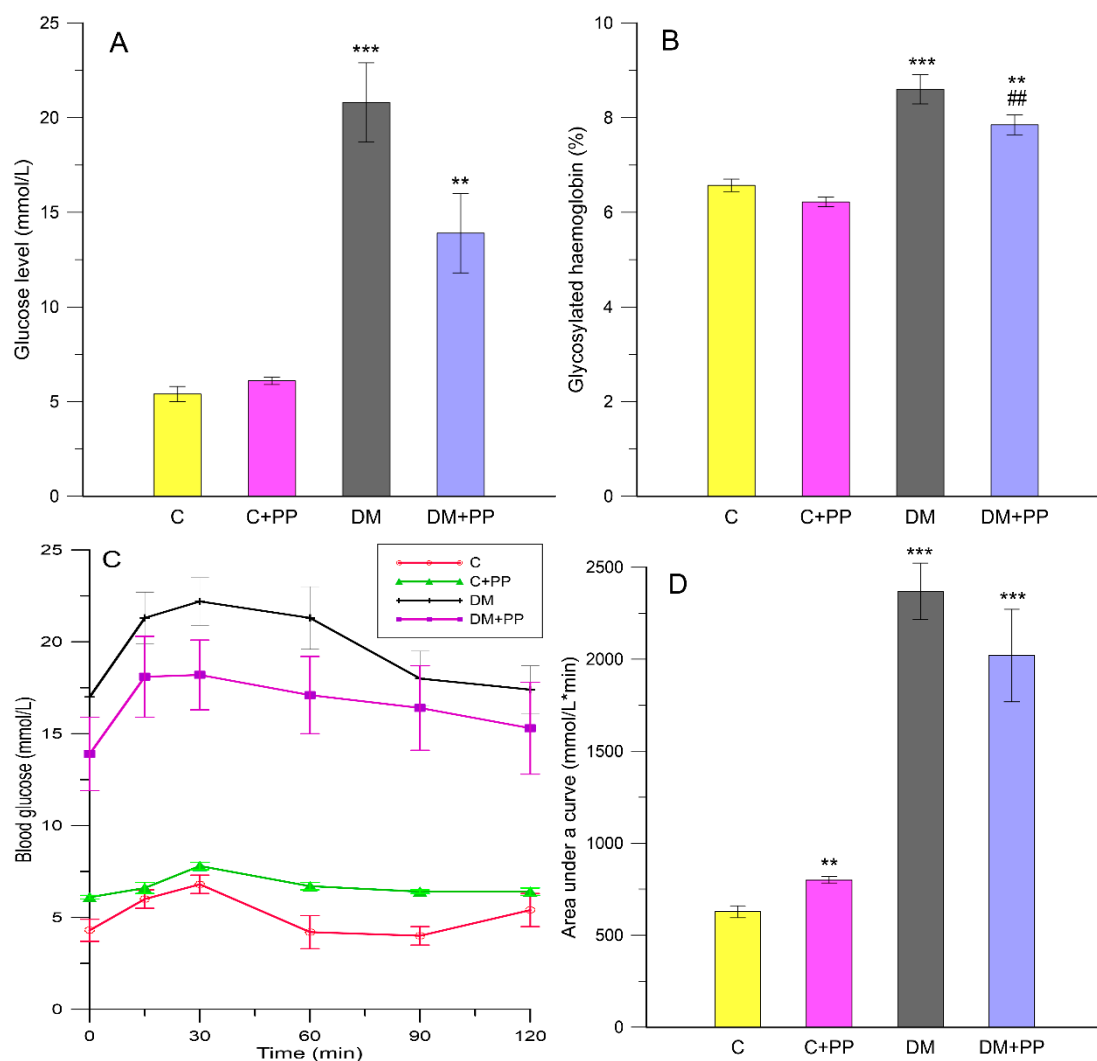 A
Glucose level (mmol/L)
25
20
15
10
5
0
***
**
C C+PP DM DM+PP
B
Glycosylated haemoglobin (%)
10
8
6
4
2
0
***
**
##
C C+PP DM DM+PP
C
Blood glucose (mmol/L)
25
20
15
10
5
0
C
C+PP
DM
DM+PP
0 30 60 90 120
Time (min)
D
Area under a curve (mmol/L*min)
2500
2000
1500
1000
500
0
**
***
***
C C+PP DM DM+PP